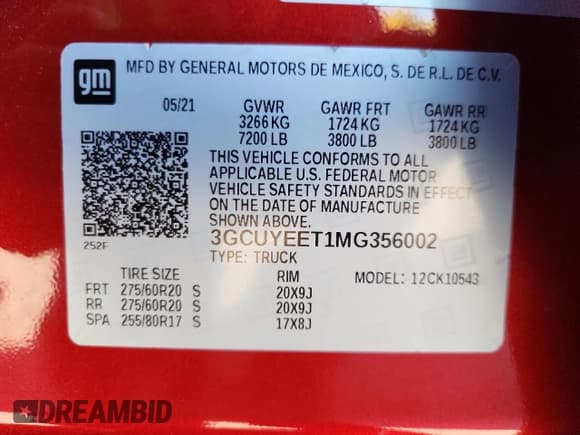 gm
MFD BY GENERAL MOTORS DE MEXICO, S. DE R.L. DE C.V.
05/21 GVWR GAWR FRT GAWR RR
3266 KG 1724 KG 1724 KG
7200 LB 3800 LB 3800 LB
THIS VEHICLE CONFORMS TO ALL
APPLICABLE U.S. FEDERAL MOTOR
VEHICLE SAFETY STANDARDS IN EFFECT
ON THE DATE OF MANUFACTURE
SHOWN ABOVE.
252F
3GCUYEET1MG356002
TYPE: TRUCK
TIRE SIZE RIM MODEL: 12CK10543
FRT 275/60R20 S 20X9J
RR 275/60R20 S 20X9J
SPA 255/80R17 S 17X8J
DREAMBID